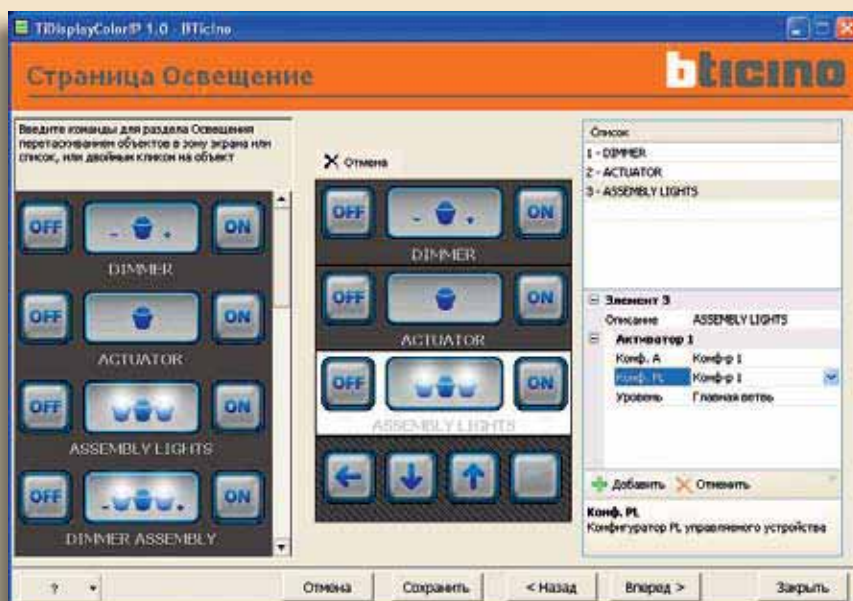 TiDisplayColorIP 1.0 - BTicino
Страница Освещение
bticino
Введите команды для раздела Освещения
перетаскиванием объектов в зону экрана или
список, или двойным кликом на объект
OFF
ON
DIMMER
OFF
ON
ACTUATOR
OFF
ON
ASSEMBLY LIGHTS
OFF
ON
DIMMER ASSEMBLY
Отмена
OFF
ON
DIMMER
OFF
ON
ACTUATOR
OFF
ON
ASSEMBLY LIGHTS
Список
1 - DIMMER
2 - ACTUATOR
3 - ASSEMBLY LIGHTS
Элемент 3
Описание ASSEMBLY LIGHTS
Активатор 1
Конф. A Конф-р 1
Конф. PL Конф-р 1
Уровень Главная ветвь
Добавить Отменить
Конф. PL
Конфигуратор PL управляемого устройства
? Отмена Сохранить < Назад Вперед > Закрыть